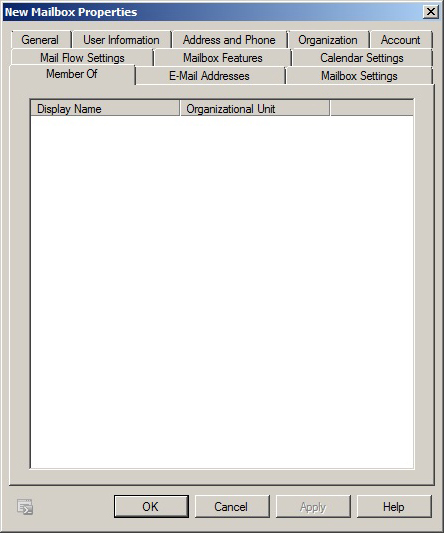 New Mailbox Properties
General User Information Address and Phone Organization Account
Mail Flow Settings Mailbox Features Calendar Settings
Member Of E-Mail Addresses Mailbox Settings
Display Name Organizational Unit
OK Cancel Apply Help